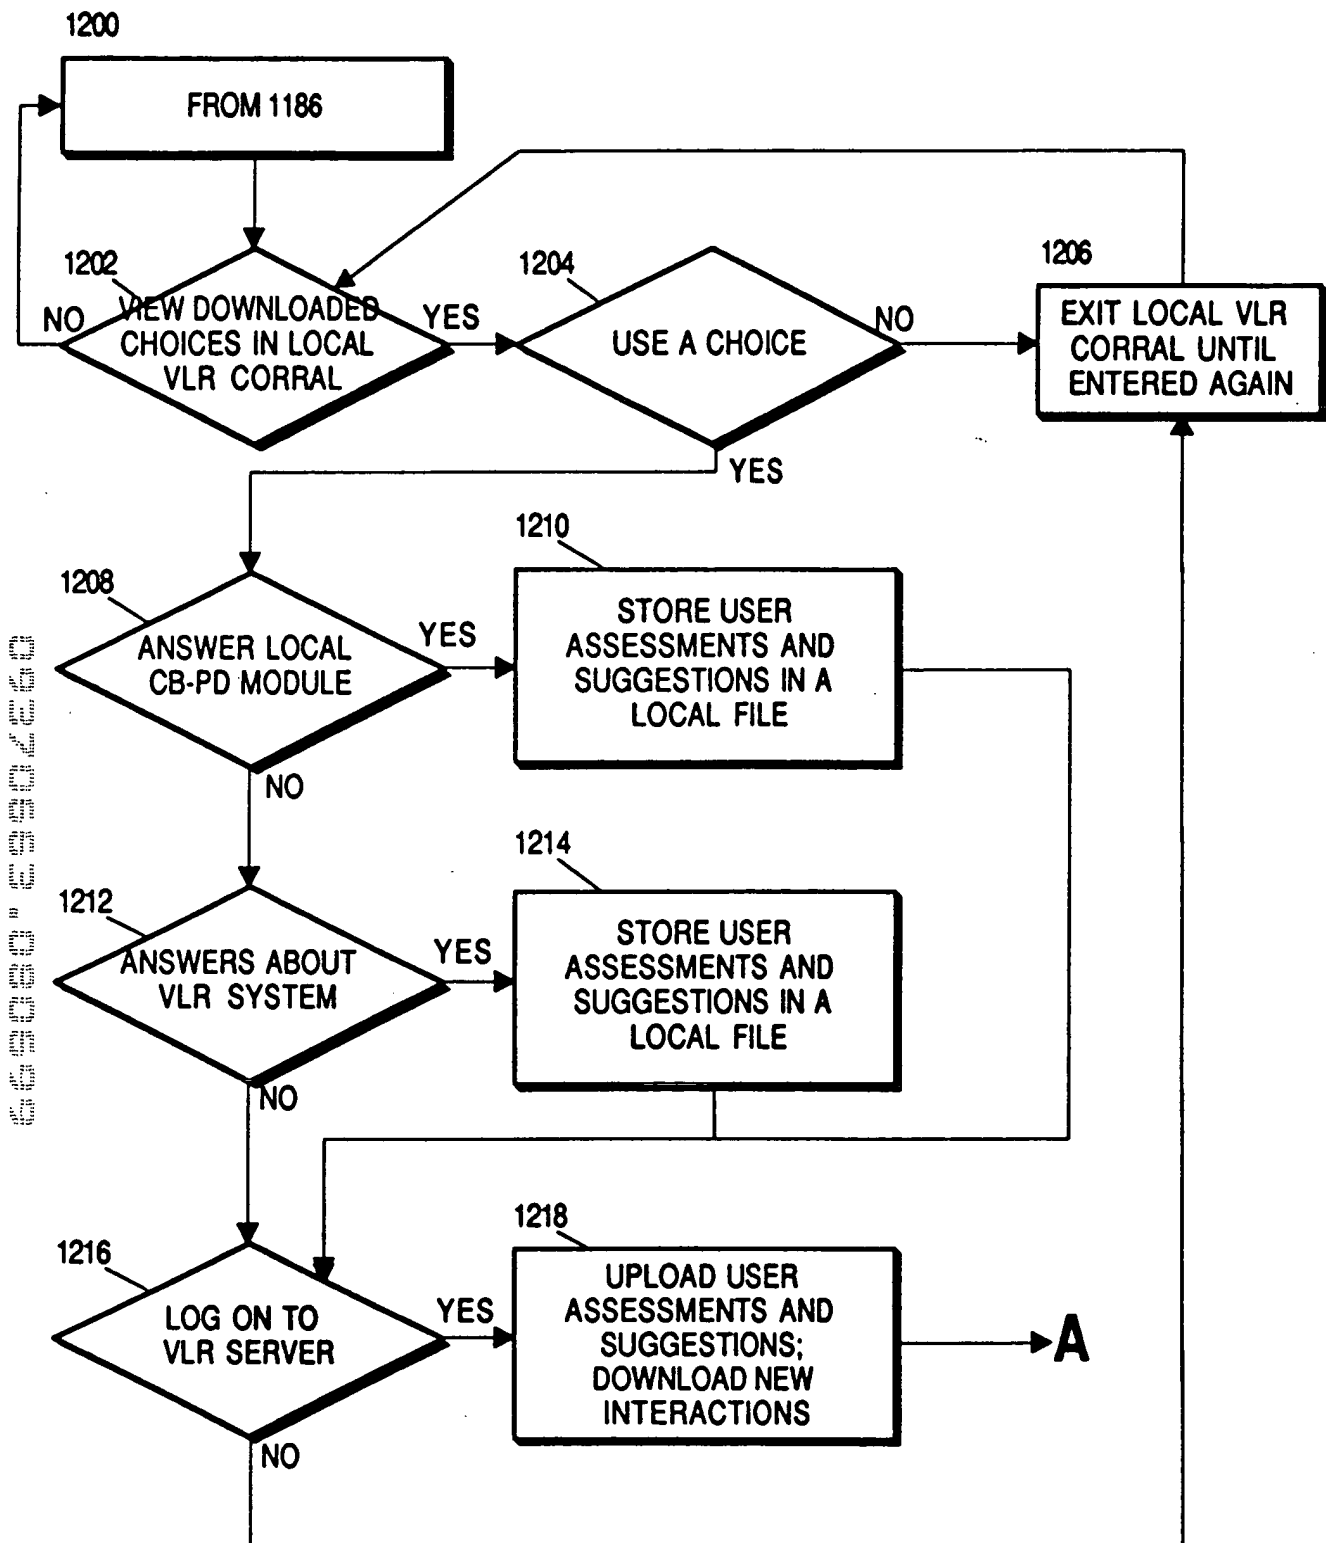 1200
FROM 1186
1202
VIEW DOWNLOADED
CHOICES IN LOCAL
VLR CORRAL
NO
YES
1204
USE A CHOICE
NO
YES
1206
EXIT LOCAL VLR
CORRAL UNTIL
ENTERED AGAIN
1208
ANSWER LOCAL
CB-PD MODULE
YES
NO
1210
STORE USER
ASSESSMENTS AND
SUGGESTIONS IN A
LOCAL FILE
1212
ANSWERS ABOUT
VLR SYSTEM
YES
NO
1214
STORE USER
ASSESSMENTS AND
SUGGESTIONS IN A
LOCAL FILE
1216
LOG ON TO
VLR SERVER
YES
NO
1218
UPLOAD USER
ASSESSMENTS AND
SUGGESTIONS;
DOWNLOAD NEW
INTERACTIONS
A